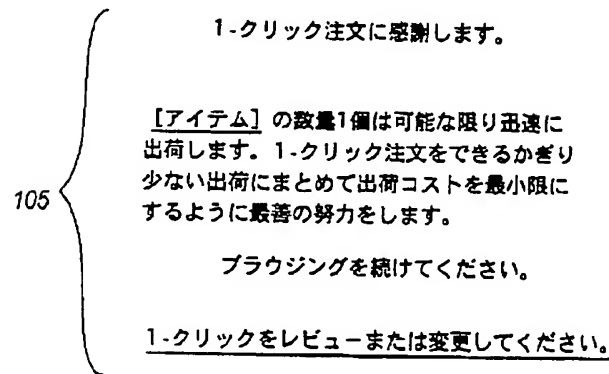 1-クリック注文に感謝します。
[アイテム] の数量1個は可能な限り迅速に
出荷します。1-クリック注文をできるかぎり
少ない出荷にまとめて出荷コストを最小限に
するように最善の努力をします。
105
ブラウジングを続けてください。
1-クリックをレビューまたは変更してください。